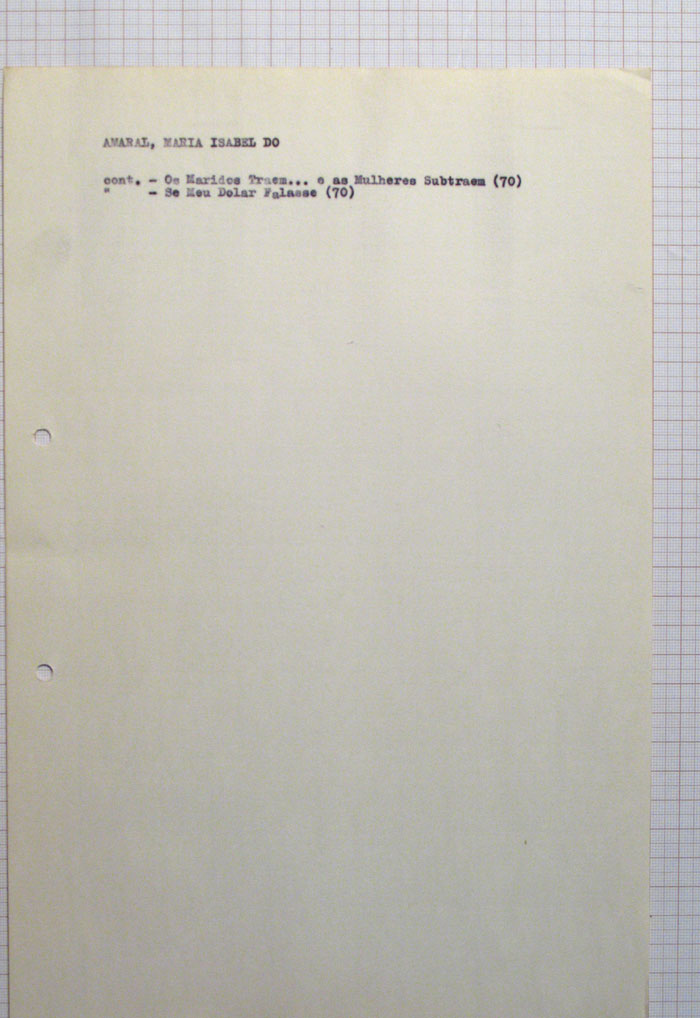 AMARAL, MARIA ISABEL DO
cont. - Os Maridos Traem... e as Mulheres Subtraem (70)
" - Se Meu Dolar Falasse (70)